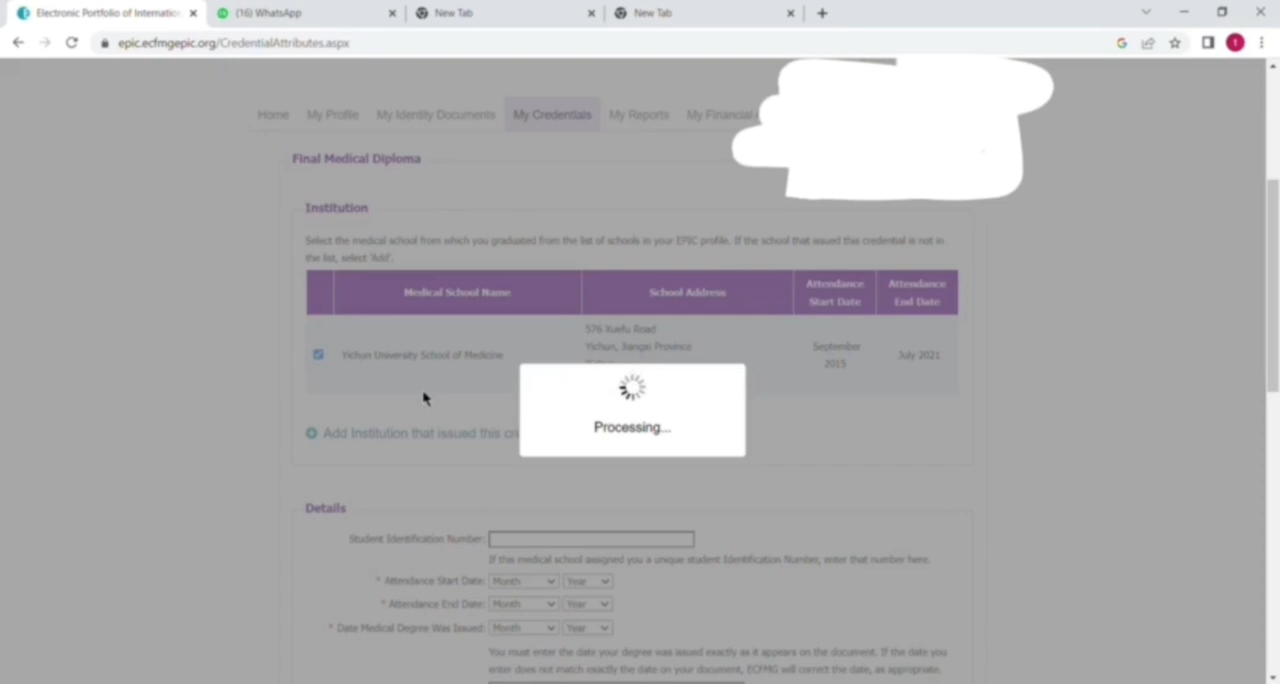 Electronic Portfolio of Internation
(16) WhatsApp
New Tab
New Tab
epic.ecfmgepic.org/CredentialAttributes.aspx
Home My Profile My Identity Documents My Credentials My Reports My Financial
Final Medical Diploma
Institution
Select the medical school from which you graduated from the list of schools in your EPIC profile. If the school that issued this credential is not in
the list, select 'Add'.
Medical School Name School Address Attendance Start Date Attendance End Date
576 Xuefu Road
Yichun University School of Medicine Yichun, Jiangxi Province September 2015 July 2021
Processing...
Add Institution that issued this
Details
Student Identification Number:
If this medical school assigned you a unique student Identification Number, enter that number here.
* Attendance Start Date: Month Year
* Attendance End Date: Month Year
* Date Medical Degree Was Issued: Month Year
You must enter the date your degree was issued exactly as it appears on the document. If the date you
enter does not match exactly the date on your document, ECFMG will correct the date, as appropriate.